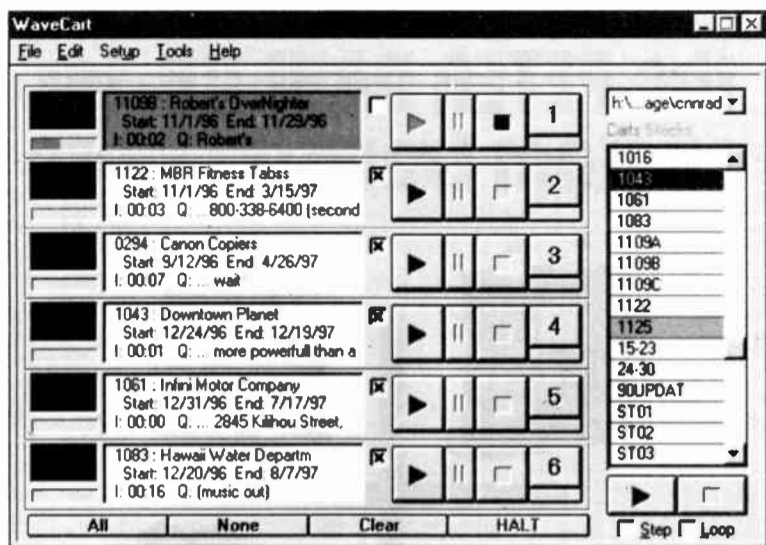 WaveCart
File Edit Setup Tools Help
1109B : Robert's OverNighter
Start: 11/1/96 End: 11/29/96
I: 00:02 Q: Robert's
1
1122 : MBR Fitness Tabss
Start: 11/1/96 End: 3/15/97
I: 00:03 Q: ... 800-338-6400 (second
2
0294 : Canon Copiers
Start: 9/12/96 End: 4/26/97
I: 00:07 Q: ... wait
3
1043 : Downtown Planet
Start: 12/24/96 End: 12/19/97
I: 00:01 Q: ... more powerfull than a
4
1061 : Infini Motor Company
Start: 12/31/96 End: 7/17/97
I: 00:00 Q: ... 2845 Kilihou Street,
5
1083 : Hawaii Water Departm
Start: 12/20/96 End: 8/7/97
I: 00:16 Q: (music out)
6
All None Clear HALT
h:\...age\cnnrad
Carts Stacks
1016
1043
1061
1083
1109A
1109B
1109C
1122
1125
15-23
24-30
90UPDAT
ST01
ST02
ST03
Step Loop